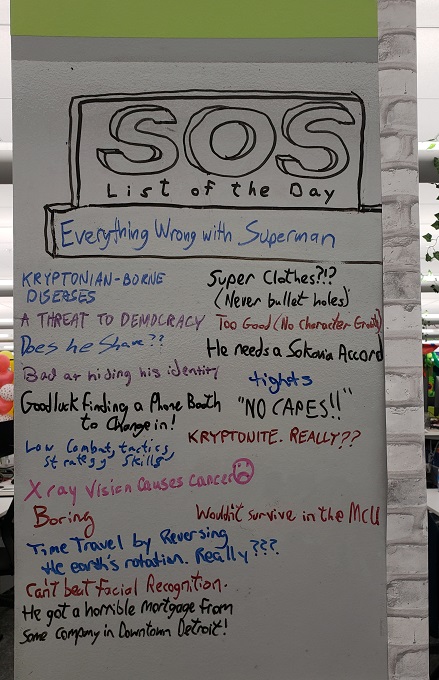 SOS
List of the Day
Everything Wrong with Superman
KRYPTONIAN-BORNE
DISEASES
A THREAT TO DEMOCRACY
Does he Shave??
Bad at hiding his identity
Good luck finding a Phone Booth
to Change in!
Low Combat, tactics,
strategy skills
X ray Vision Causes cancer
Boring
Time Travel by Reversing
the earth's rotation. Really???
Can't beat Facial Recognition.
He got a horrible mortgage from
some company in Downtown Detroit!
Super Clothes?!?
(Never bullet holes)
Too Good (No character Growth)
He needs a Sokovia Accord
tights
"NO CAPES!!"
KRYPTONITE. REALLY??
Wouldn't survive in the MCU